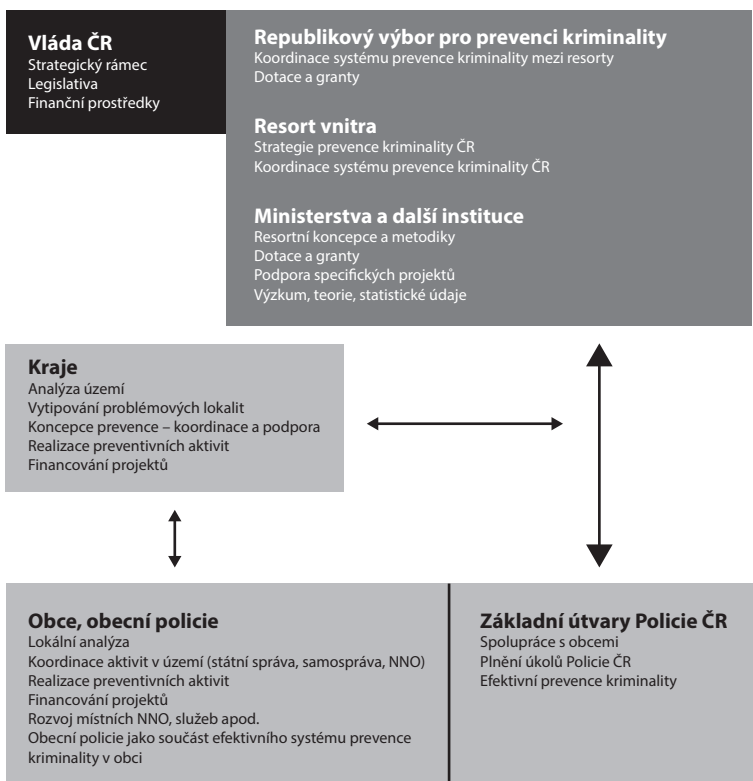 Vláda ČR
Strategický rámec
Legislativa
Finanční prostředky
Republikový výbor pro prevenci kriminality
Koordinace systému prevence kriminality mezi resorty
Dotace a granty
Resort vnitra
Strategie prevence kriminality ČR
Koordinace systému prevence kriminality ČR
Ministerstva a další instituce
Resortní koncepce a metodiky
Dotace a granty
Podpora specifických projektů
Výzkum, teorie, statistické údaje
Kraje
Analýza území
Vytipování problémových lokalit
Koncepce prevence – koordinace a podpora
Realizace preventivních aktivit
Financování projektů
Obce, obecní policie
Lokální analýza
Koordinace aktivit v území (státní správa, samospráva, NNO)
Realizace preventivních aktivit
Financování projektů
Rozvoj místních NNO, služeb apod.
Obecní policie jako součást efektivního systému prevence
kriminality v obci
Základní útvary Policie ČR
Spolupráce s obcemi
Plnění úkolů Policie ČR
Efektivní prevence kriminality